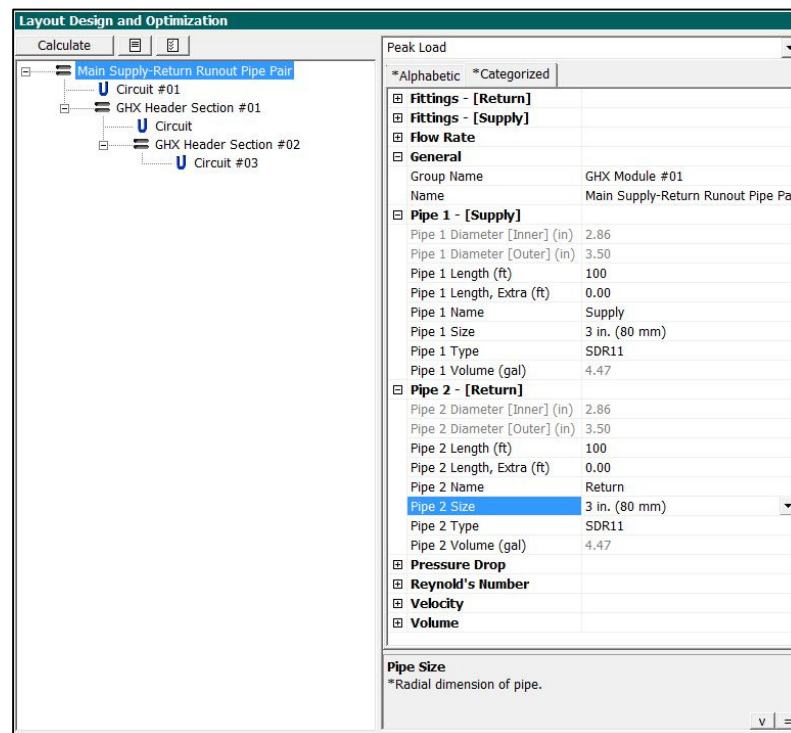 Layout Design and Optimization
Calculate
Main Supply-Return Runout Pipe Pair
Circuit #01
GHX Header Section #01
Circuit
GHX Header Section #02
Circuit #03
Peak Load
*Alphabetic *Categorized
Fittings - [Return]
Fittings - [Supply]
Flow Rate
General
Group Name GHX Module #01
Name Main Supply-Return Runout Pipe Pa
Pipe 1 - [Supply]
Pipe 1 Diameter [Inner] (in) 2.86
Pipe 1 Diameter [Outer] (in) 3.50
Pipe 1 Length (ft) 100
Pipe 1 Length, Extra (ft) 0.00
Pipe 1 Name Supply
Pipe 1 Size 3 in. (80 mm)
Pipe 1 Type SDR11
Pipe 1 Volume (gal) 4.47
Pipe 2 - [Return]
Pipe 2 Diameter [Inner] (in) 2.86
Pipe 2 Diameter [Outer] (in) 3.50
Pipe 2 Length (ft) 100
Pipe 2 Length, Extra (ft) 0.00
Pipe 2 Name Return
Pipe 2 Size 3 in. (80 mm)
Pipe 2 Type SDR11
Pipe 2 Volume (gal) 4.47
Pressure Drop
Reynold's Number
Velocity
Volume
Pipe Size
*Radial dimension of pipe.
v =